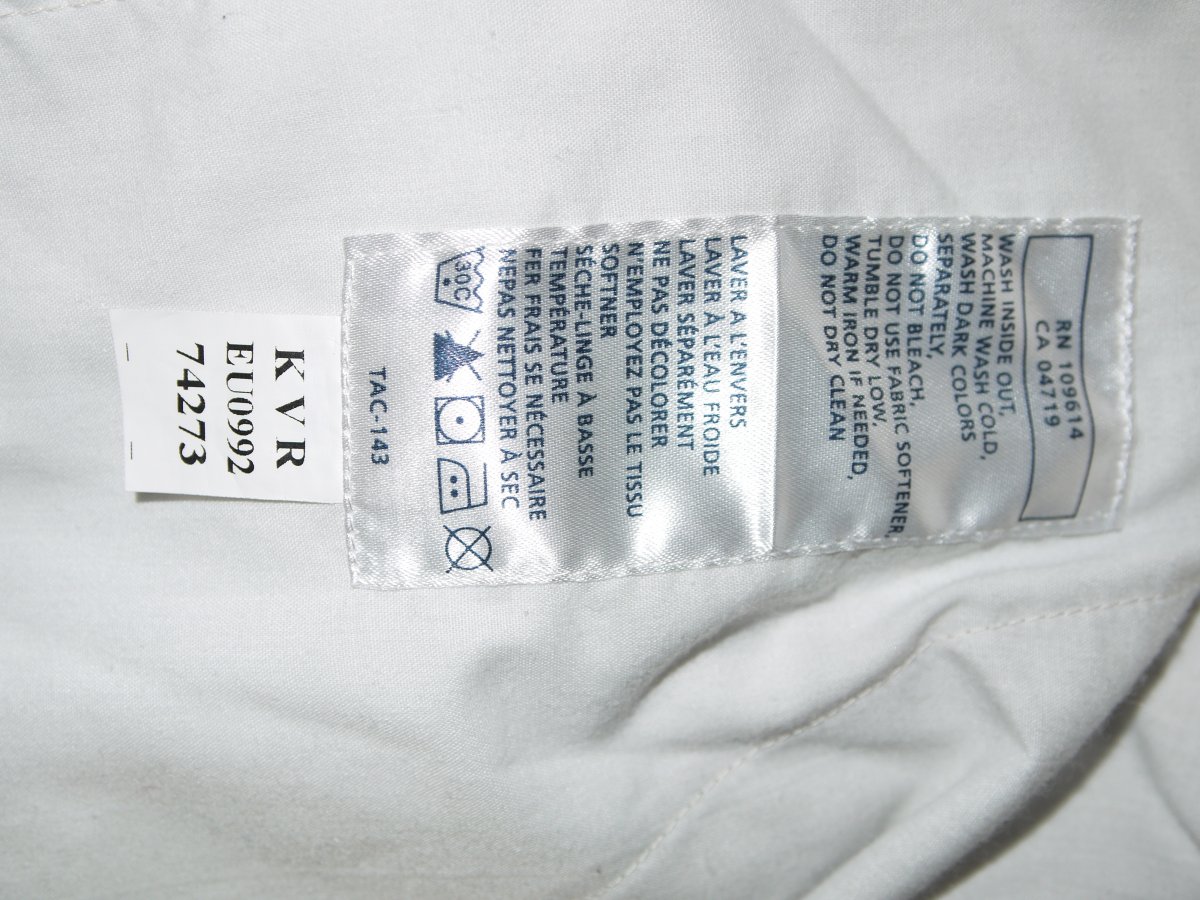 RN 109614
CA 04719
WASH INSIDE OUT,
MACHINE WASH COLD,
WASH DARK COLORS
SEPARATELY,
DO NOT BLEACH,
DO NOT USE FABRIC SOFTENER,
TUMBLE DRY LOW,
WARM IRON IF NEEDED,
DO NOT DRY CLEAN
LAVER A L'ENVERS
LAVER À L'EAU FROIDE
LAVER SÉPARÉMENT
NE PAS DÉCOLORER
N'EMPLOYEZ PAS LE TISSU
SOFTNER
SÉCHE-LINGE À BASSE
TEMPÉRATURE
FER FRAIS SE NÉCESSAIRE
NEPAS NETTOYER À SEC
30C
TAC-143
KVR
EU0992
74273